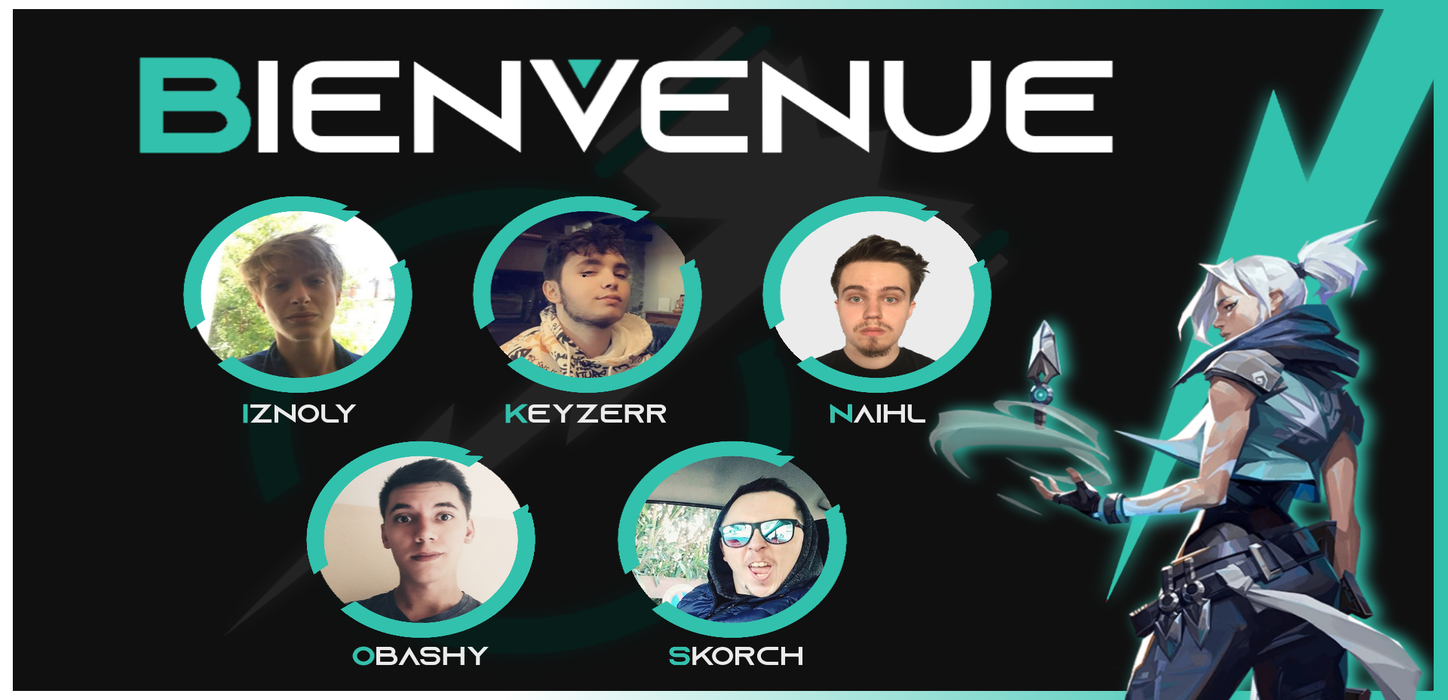 BIENVENUE
IZNOLY
KEYZERR
NAIHL
OBASHY
SKORCH